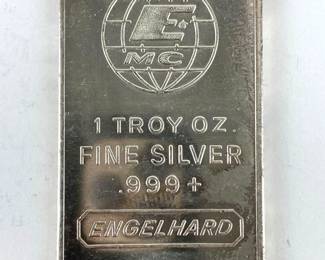 E
MC
1 TROY OZ.
FINE SILVER
.999+
ENGELHARD